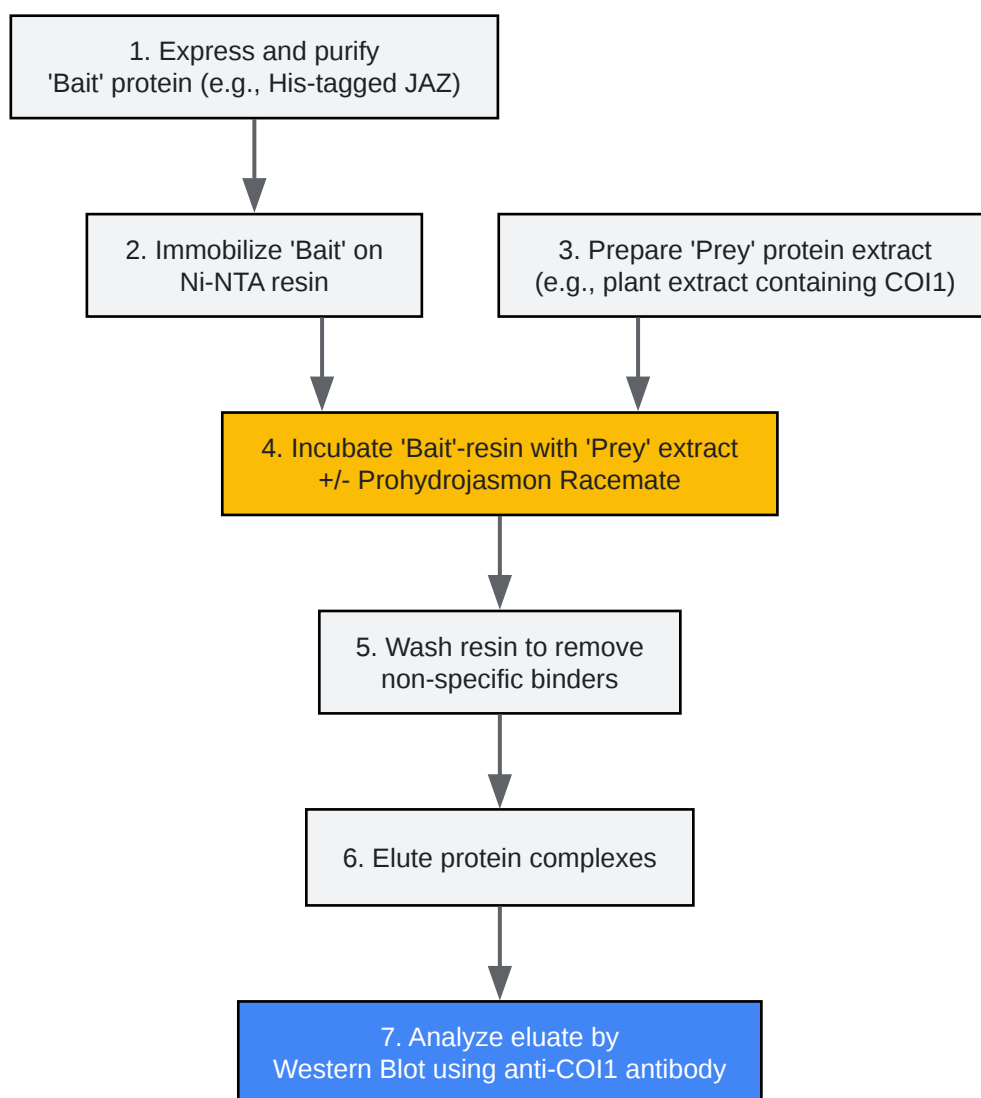 1. Express and purify
'Bait' protein (e.g., His-tagged JAZ)
2. Immobilize 'Bait' on
Ni-NTA resin
3. Prepare 'Prey' protein extract
(e.g., plant extract containing COI1)
4. Incubate 'Bait'-resin with 'Prey' extract
+/- Prohydrojasmon Racemate
5. Wash resin to remove
non-specific binders
6. Elute protein complexes
7. Analyze eluate by
Western Blot using anti-COI1 antibody